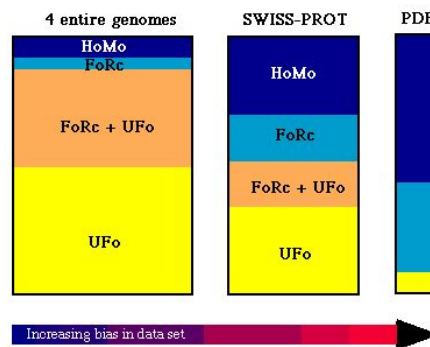 4 entire genomes
SWISS-PROT
HoMo
FoRc
FoRc + UFo
UFo
HoMo
FoRc
FoRc + UFo
UFo
Increasing bias in data set